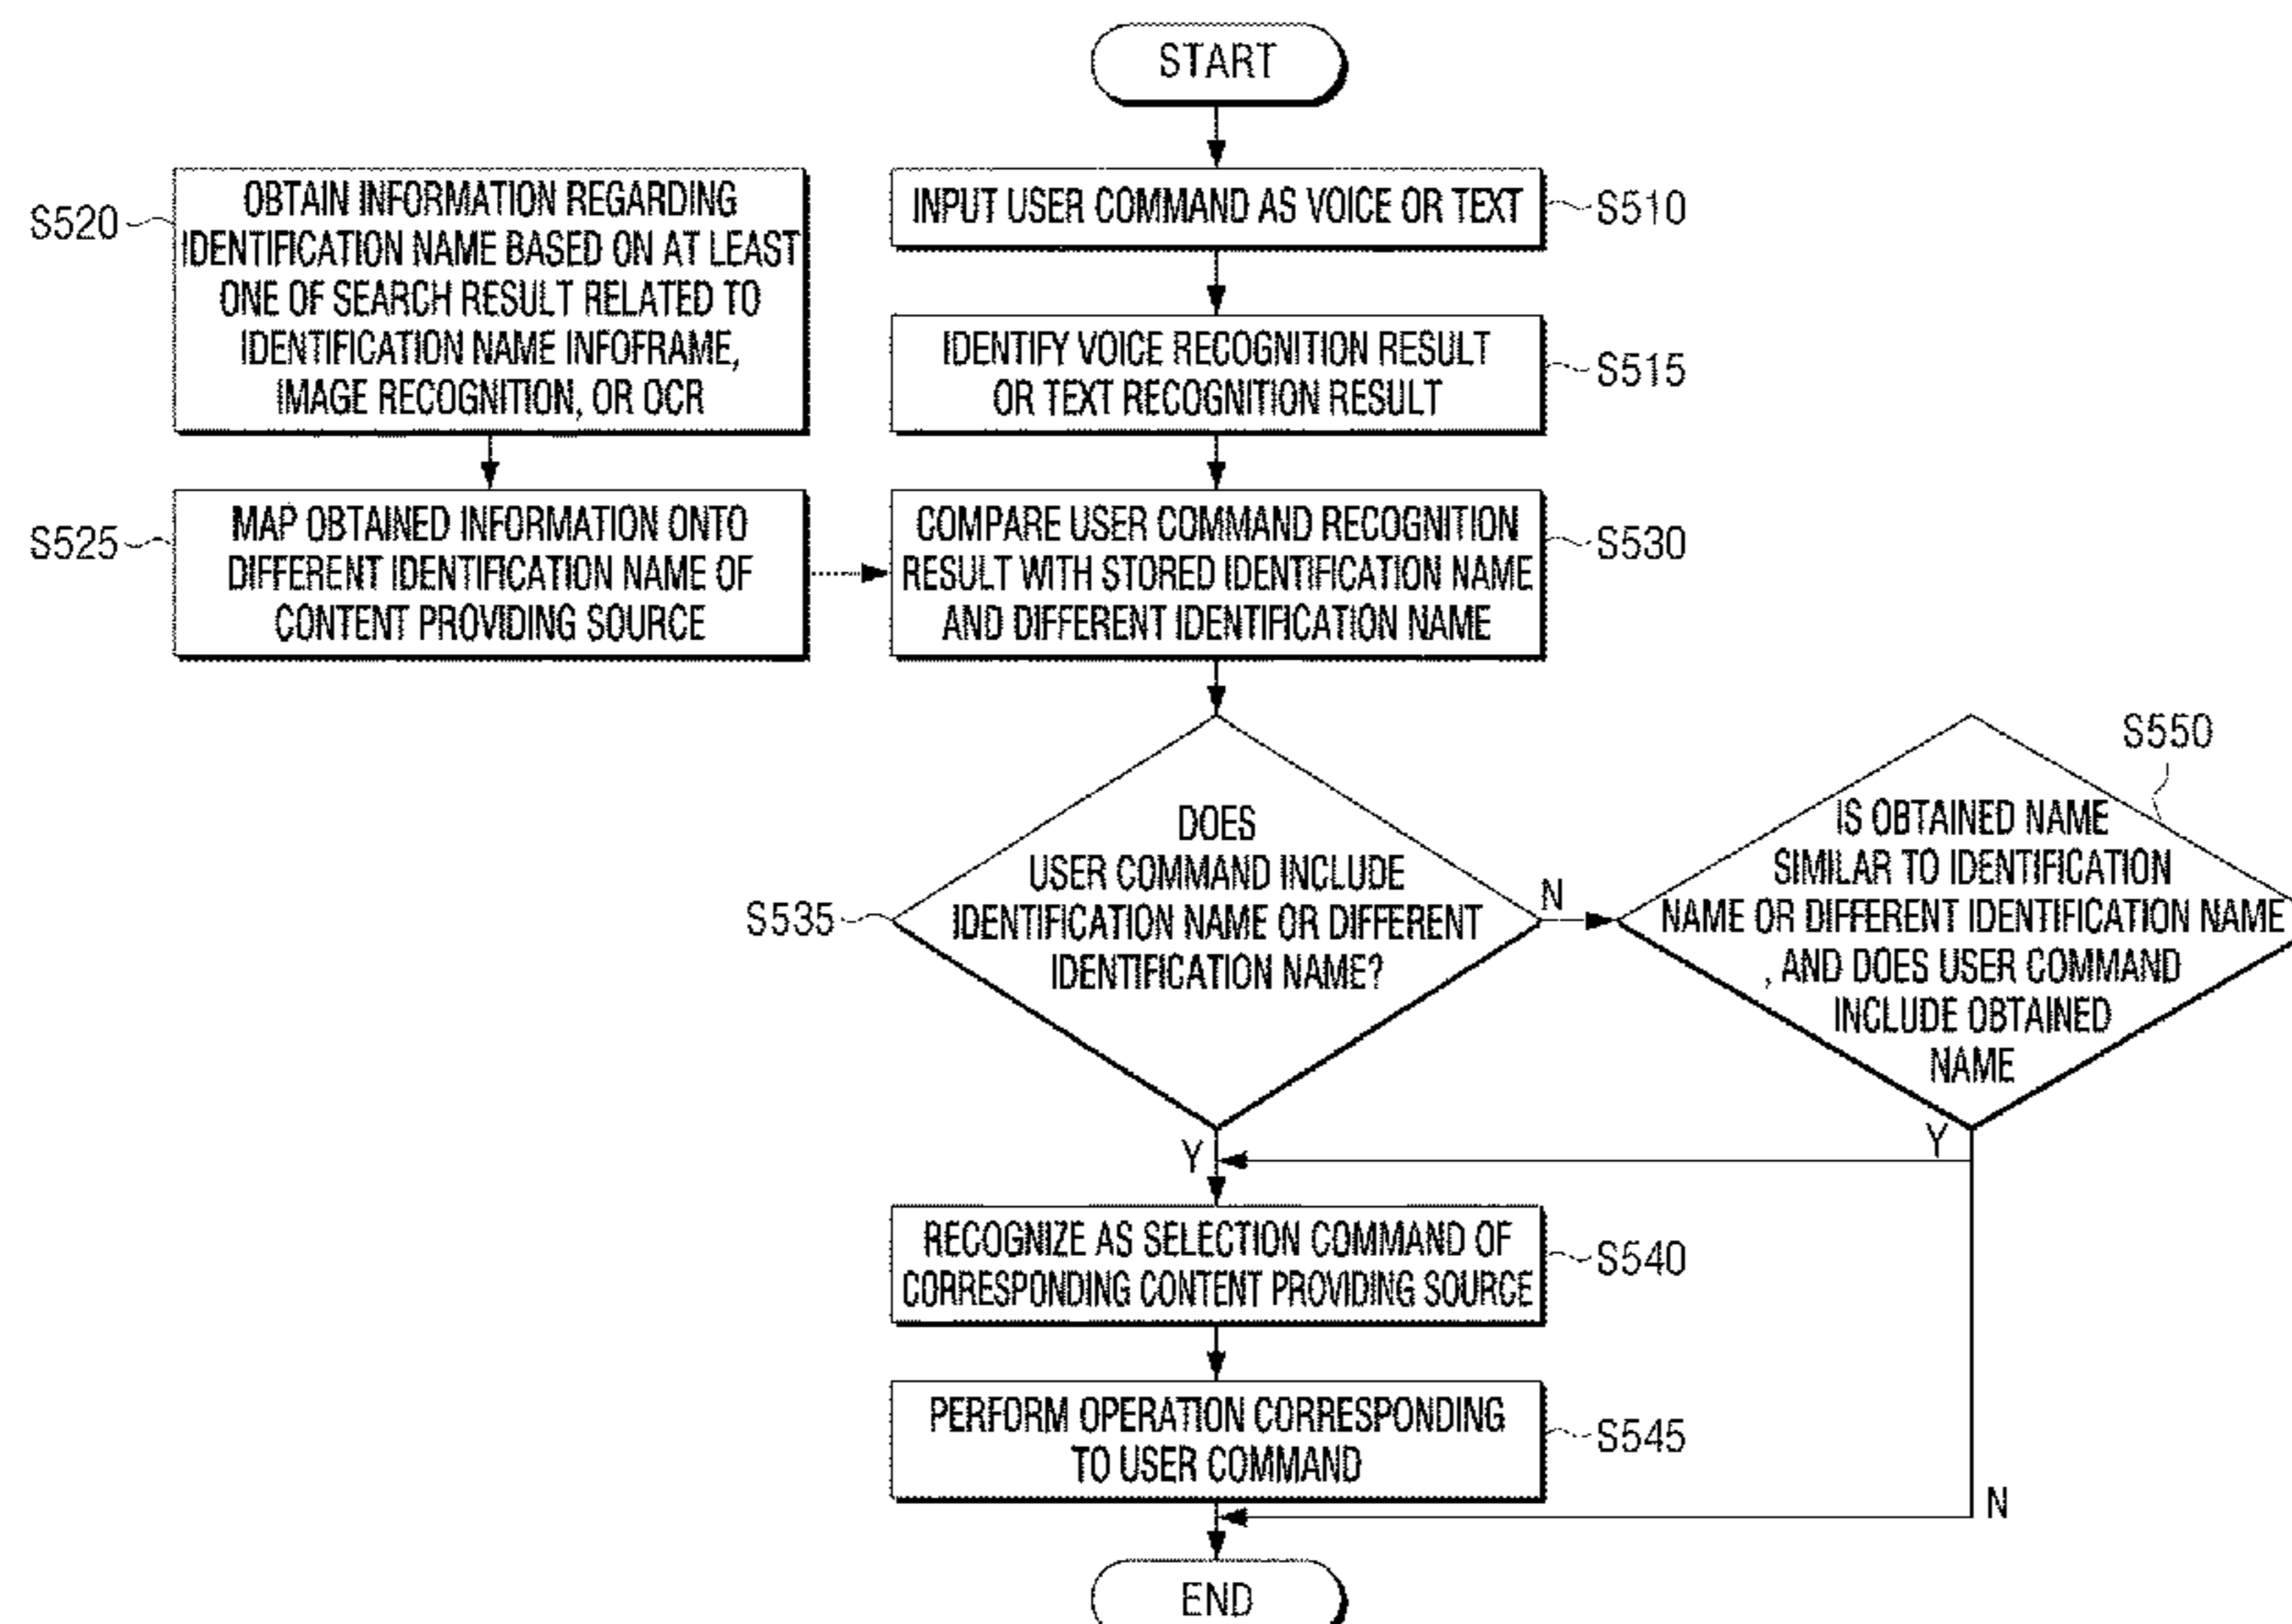 START
INPUT USER COMMAND AS VOICE OR TEXT
S510
S520
OBTAIN INFORMATION REGARDING
IDENTIFICATION NAME BASED ON AT LEAST
ONE OF SEARCH RESULT RELATED TO
IDENTIFICATION NAME INFOFRAME,
IMAGE RECOGNITION, OR OCR
IDENTIFY VOICE RECOGNITION RESULT
OR TEXT RECOGNITION RESULT
S515
S525
MAP OBTAINED INFORMATION ONTO
DIFFERENT IDENTIFICATION NAME OF
CONTENT PROVIDING SOURCE
COMPARE USER COMMAND RECOGNITION
RESULT WITH STORED IDENTIFICATION NAME
AND DIFFERENT IDENTIFICATION NAME
S530
S535
DOES
USER COMMAND INCLUDE
IDENTIFICATION NAME OR DIFFERENT
IDENTIFICATION NAME?
N
S550
IS OBTAINED NAME
SIMILAR TO IDENTIFICATION
NAME OR DIFFERENT IDENTIFICATION NAME
, AND DOES USER COMMAND
INCLUDE OBTAINED
NAME
Y
Y
RECOGNIZE AS SELECTION COMMAND OF
CORRESPONDING CONTENT PROVIDING SOURCE
S540
PERFORM OPERATION CORRESPONDING
TO USER COMMAND
S545
N
END